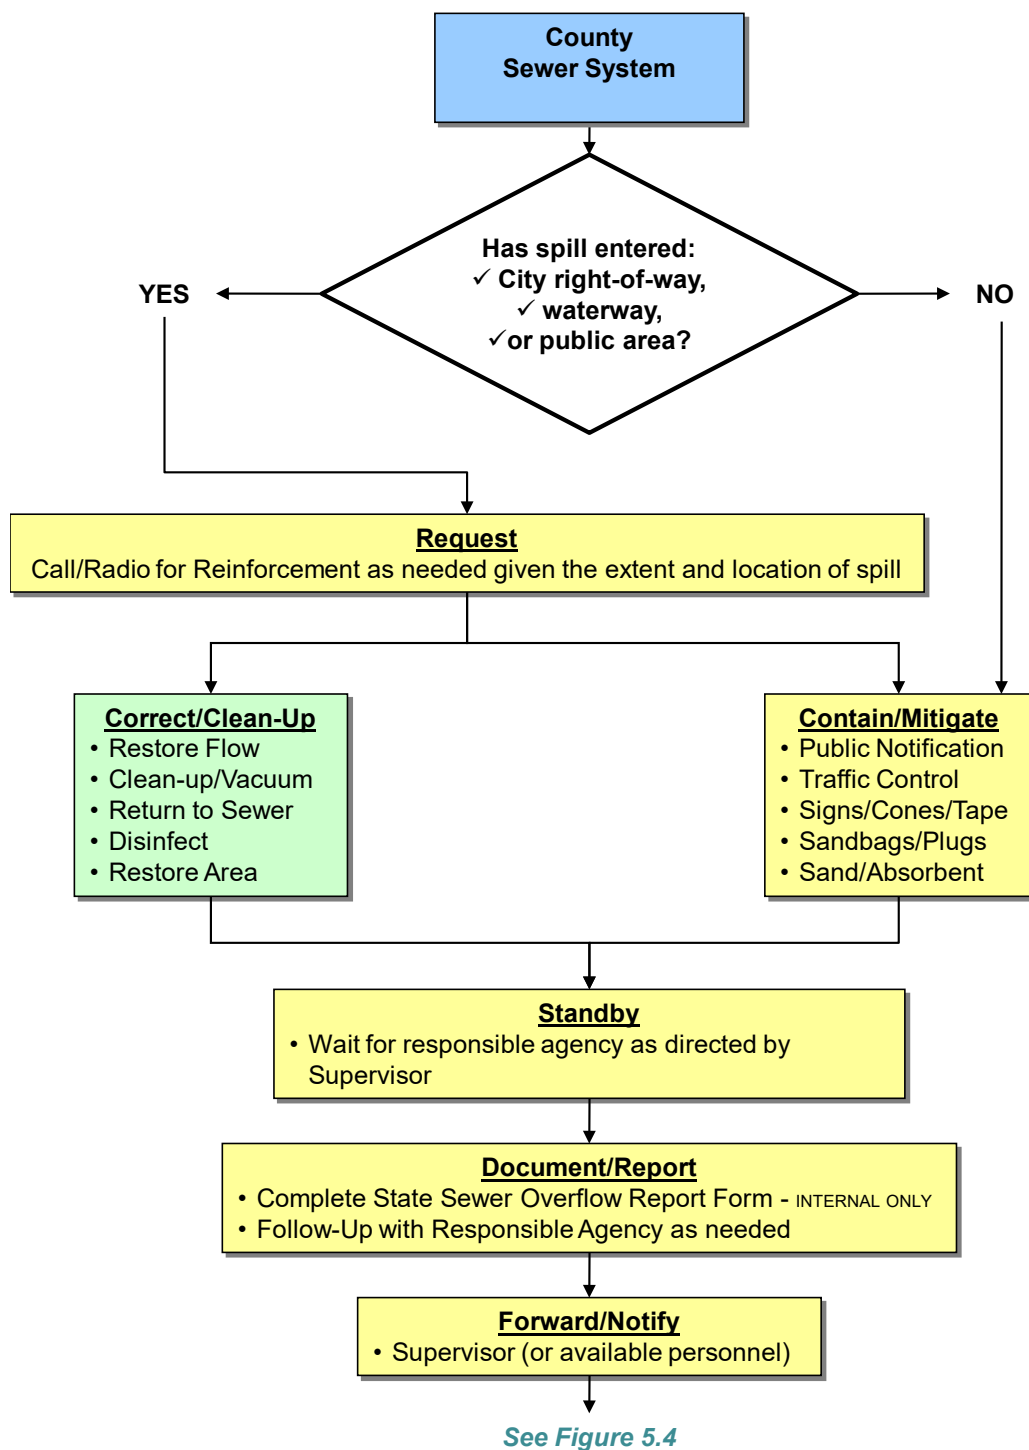 County
Sewer System
Has spill entered:
✓ City right-of-way,
✓ waterway,
✓ or public area?
YES
NO
Request
Call/Radio for Reinforcement as needed given the extent and location of spill
Correct/Clean-Up
• Restore Flow
• Clean-up/Vacuum
• Return to Sewer
• Disinfect
• Restore Area
Contain/Mitigate
• Public Notification
• Traffic Control
• Signs/Cones/Tape
• Sandbags/Plugs
• Sand/Absorbent
Standby
• Wait for responsible agency as directed by
Supervisor
Document/Report
• Complete State Sewer Overflow Report Form - INTERNAL ONLY
• Follow-Up with Responsible Agency as needed
Forward/Notify
• Supervisor (or available personnel)
See Figure 5.4